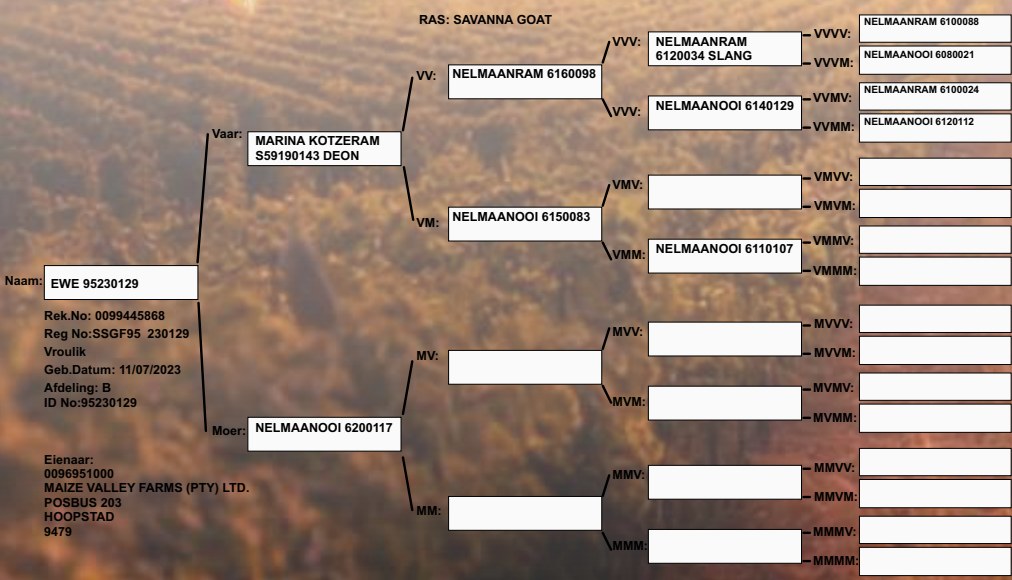 RAS: SAVANNA GOAT
Naam:
EWE 95230129
Rek.No: 0099445868
Reg No:SSGF95 230129
Vroulik
Geb.Datum: 11/07/2023
Afdeling: B
ID No:95230129
Eienaar:
0096951000
MAIZE VALLEY FARMS (PTY) LTD.
POSBUS 203
HOOPSTAD
9479
Vaar:
MARINA KOTZERAM
S59190143 DEON
Moer:
NELMAANOOI 6200117
VV:
NELMAANRAM 6160098
VM:
NELMAANOOI 6150083
MV:
MM:
VVV:
NELMAANRAM
6120034 SLANG
VVV:
NELMAANOOI 6140129
VMV:
VMM:
NELMAANOOI 6110107
MVV:
MVM:
MMV:
MMM:
VVVV:
NELMAANRAM 6100088
VVVM:
NELMAANOOI 6080021
VVMV:
NELMAANRAM 6100024
VVMM:
NELMAANOOI 6120112
VMVV:
VMVM:
VMMV:
VMMM:
MVVV:
MVVM:
MVMV:
MVMM:
MMVV:
MMVM:
MMMV:
MMMM: